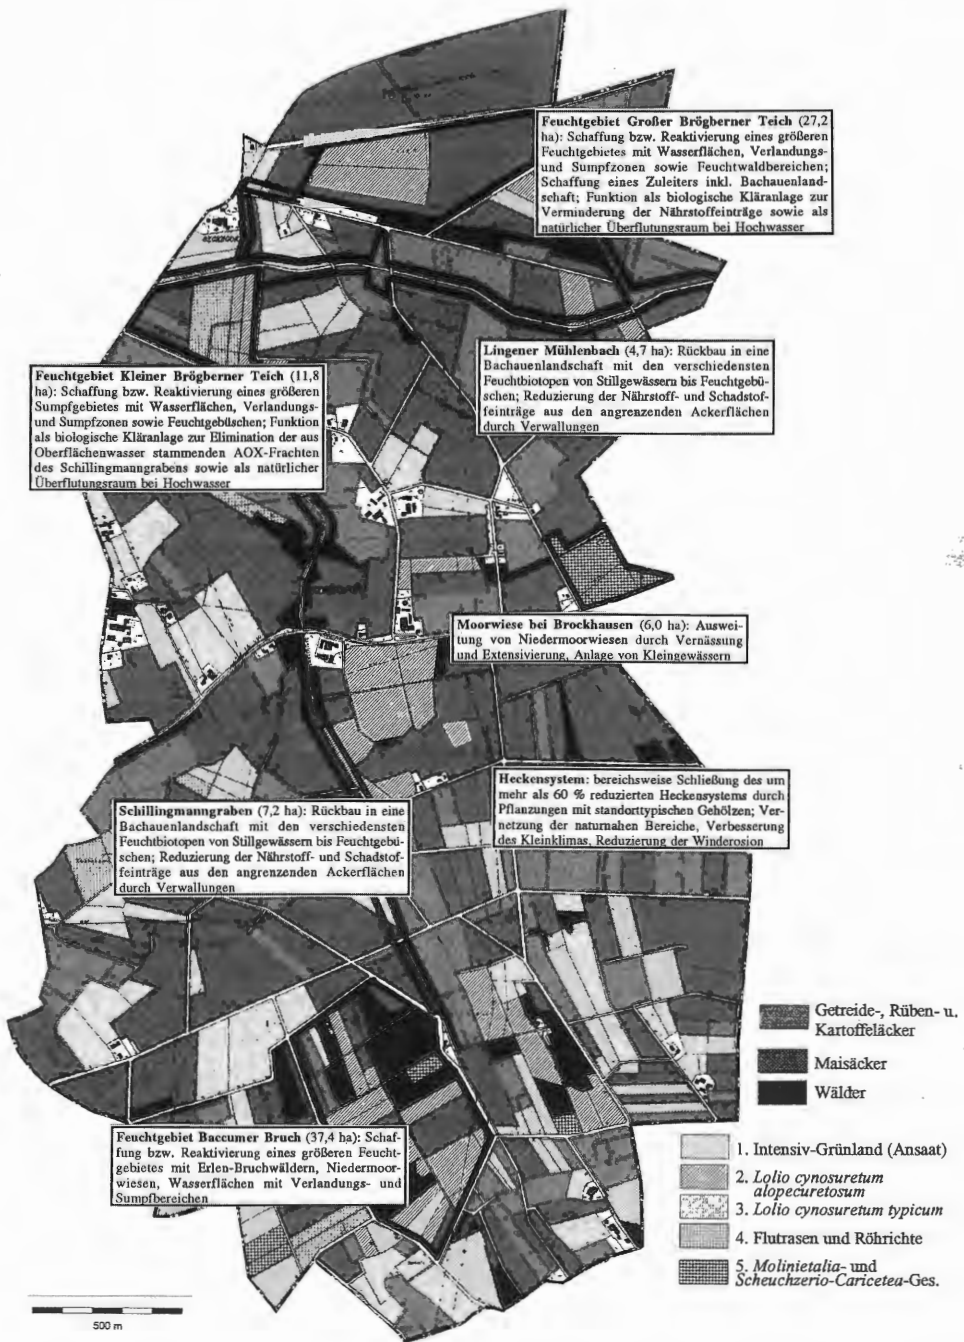 Feuchtgebiet Großer Brögberner Teich (27,2
ha): Schaffung bzw. Reaktivierung eines größeren
Feuchtgebietes mit Wasserflächen, Verlandungs-
und Sumpfzonen sowie Feuchtwaldbereichen;
Schaffung eines Zuleiters inkl. Bachauenland-
schaft; Funktion als biologische Kläranlage zur
Verminderung der Nährstoffeinträge sowie als
natürlicher Überflutungsraum bei Hochwasser
Lingener Mühlenbach (4,7 ha): Rückbau in eine
Bachauenlandschaft mit den verschiedensten
Feuchtbiotopen von Stillgewässern bis Feuchtgebü-
schen; Reduzierung der Nährstoff- und Schadstof-
feinträge aus den angrenzenden Ackerflächen
durch Verwallungen
Feuchtgebiet Kleiner Brögberner Teich (11,8
ha): Schaffung bzw. Reaktivierung eines größeren
Sumpfgebietes mit Wasserflächen, Verlandungs-
und Sumpfzonen sowie Feuchtgebüschen; Funktion
als biologische Kläranlage zur Elimination der aus
Oberflächenwasser stammenden AOX-Frachten
des Schillingmanngrabens sowie als natürlicher
Überflutungsraum bei Hochwasser
Moorwiese bei Brockhausen (6,0 ha): Auswei-
tung von Niedermoorwiesen durch Vernässung
und Extensivierung, Anlage von Kleingewässern
Heckensystem: bereichsweise Schließung des um
mehr als 60 % reduzierten Heckensystems durch
Pflanzungen mit standorttypischen Gehölzen; Ver-
netzung der naturnahen Bereiche, Verbesserung
des Kleinklimas, Reduzierung der Winderosion
Schillingmanngraben (7,2 ha): Rückbau in eine
Bachauenlandschaft mit den verschiedensten
Feuchtbiotopen von Stillgewässern bis Feuchtgebü-
schen; Reduzierung der Nährstoff- und Schadstof-
feinträge aus den angrenzenden Ackerflächen
durch Verwallungen
Feuchtgebiet Baccumer Bruch (37,4 ha): Schaf-
fung bzw. Reaktivierung eines größeren Feucht-
gebietes mit Erlen-Bruchwäldern, Niedermoor-
wiesen, Wasserflächen mit Verlandungs- und
Sumpfbereichen
Getreide-, Rüben- u.
Kartoffeläcker
Maisäcker
Wälder
1. Intensiv-Grünland (Ansaat)
2. Lolio cynosuretum
alopecuretosum
3. Lolio cynosuretum typicum
4. Flutrasen und Röhrichte
5. Molinietalia- und
Scheuchzerio-Caricetea-Ges.
500 m